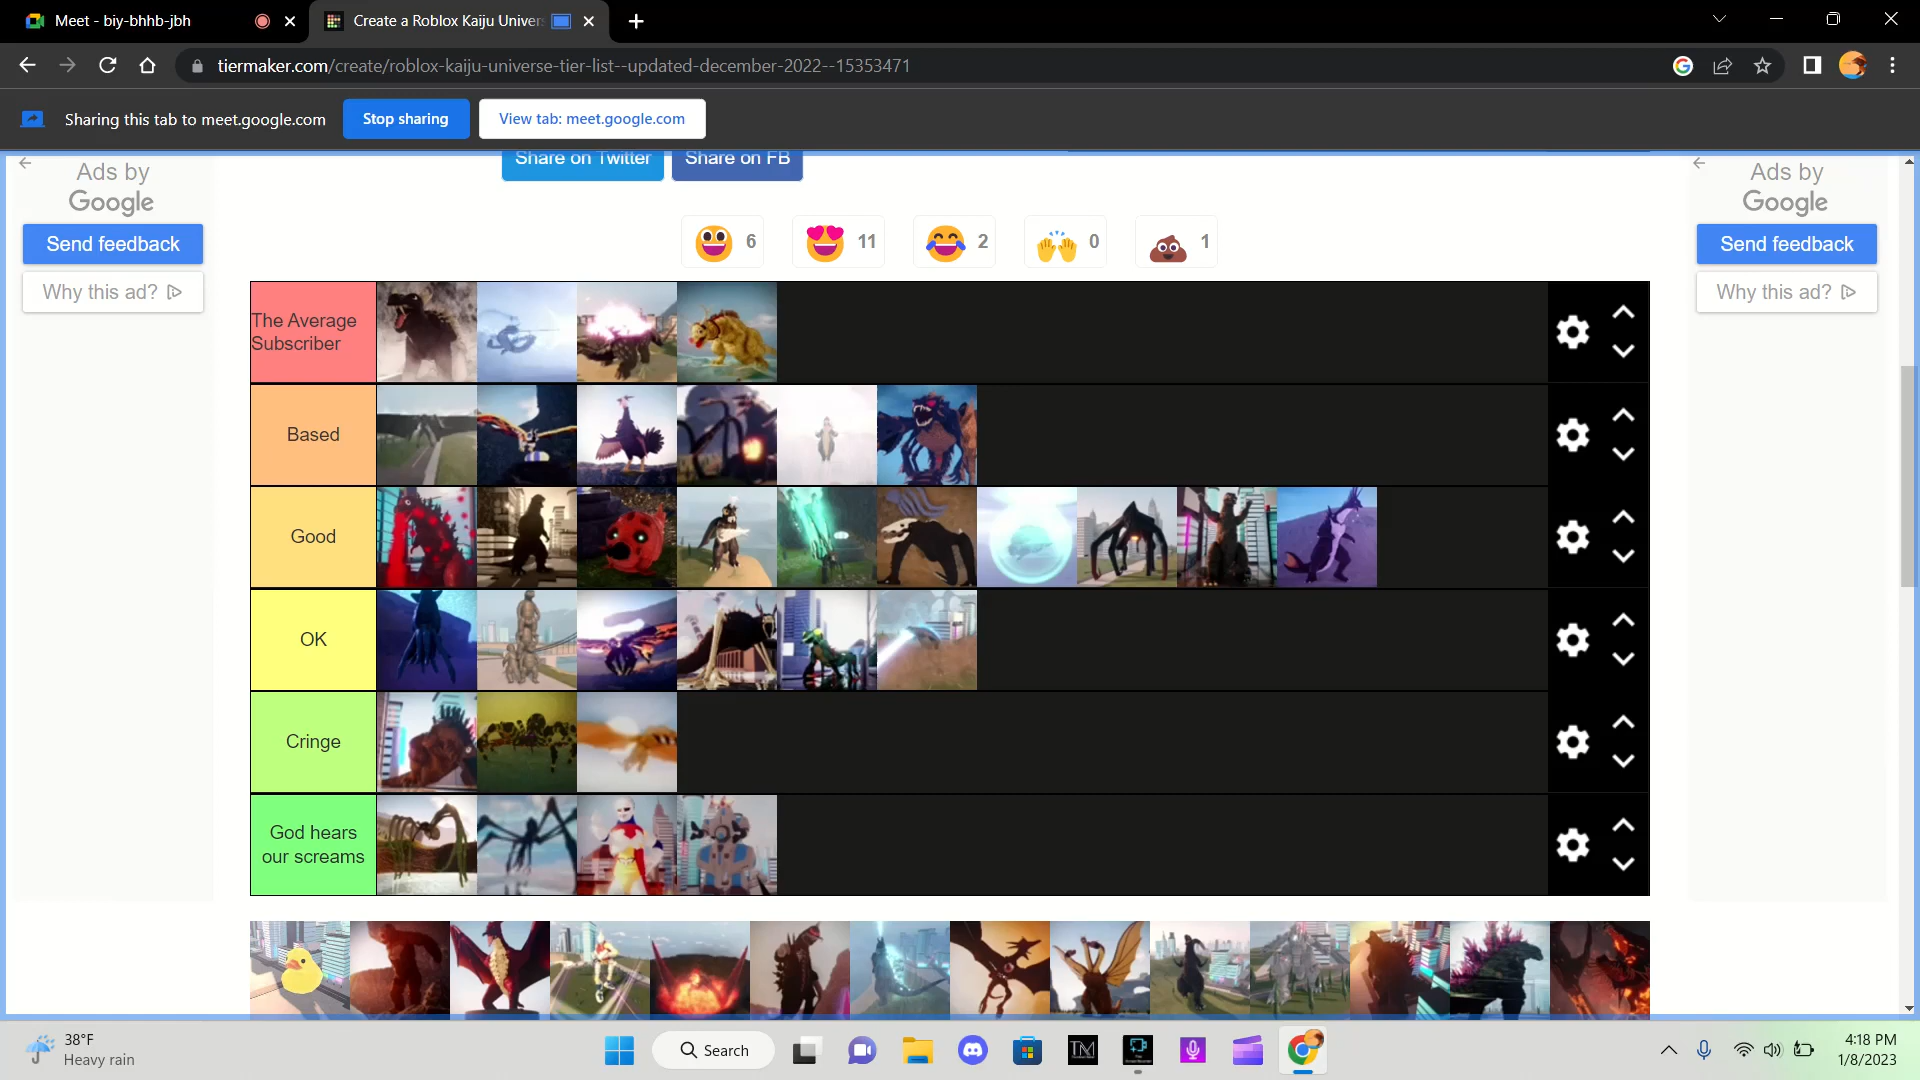 Meet - biy-bhhb-jbh
Create a Roblox Kaiju Univer
tiermaker.com/create/roblox-kaiju-universe-tier-list--updated-december-2022--15353471
Sharing this tab to meet.google.com
Stop sharing
View tab: meet.google.com
Share on Twitter
Share on FB
Ads by
Google
Send feedback
Why this ad?
Ads by
Google
Send feedback
Why this ad?
6
11
2
0
1
The Average
Subscriber
Based
Good
OK
Cringe
God hears
our screams
38°F
Heavy rain
Search
TM
4:18 PM
1/8/2023